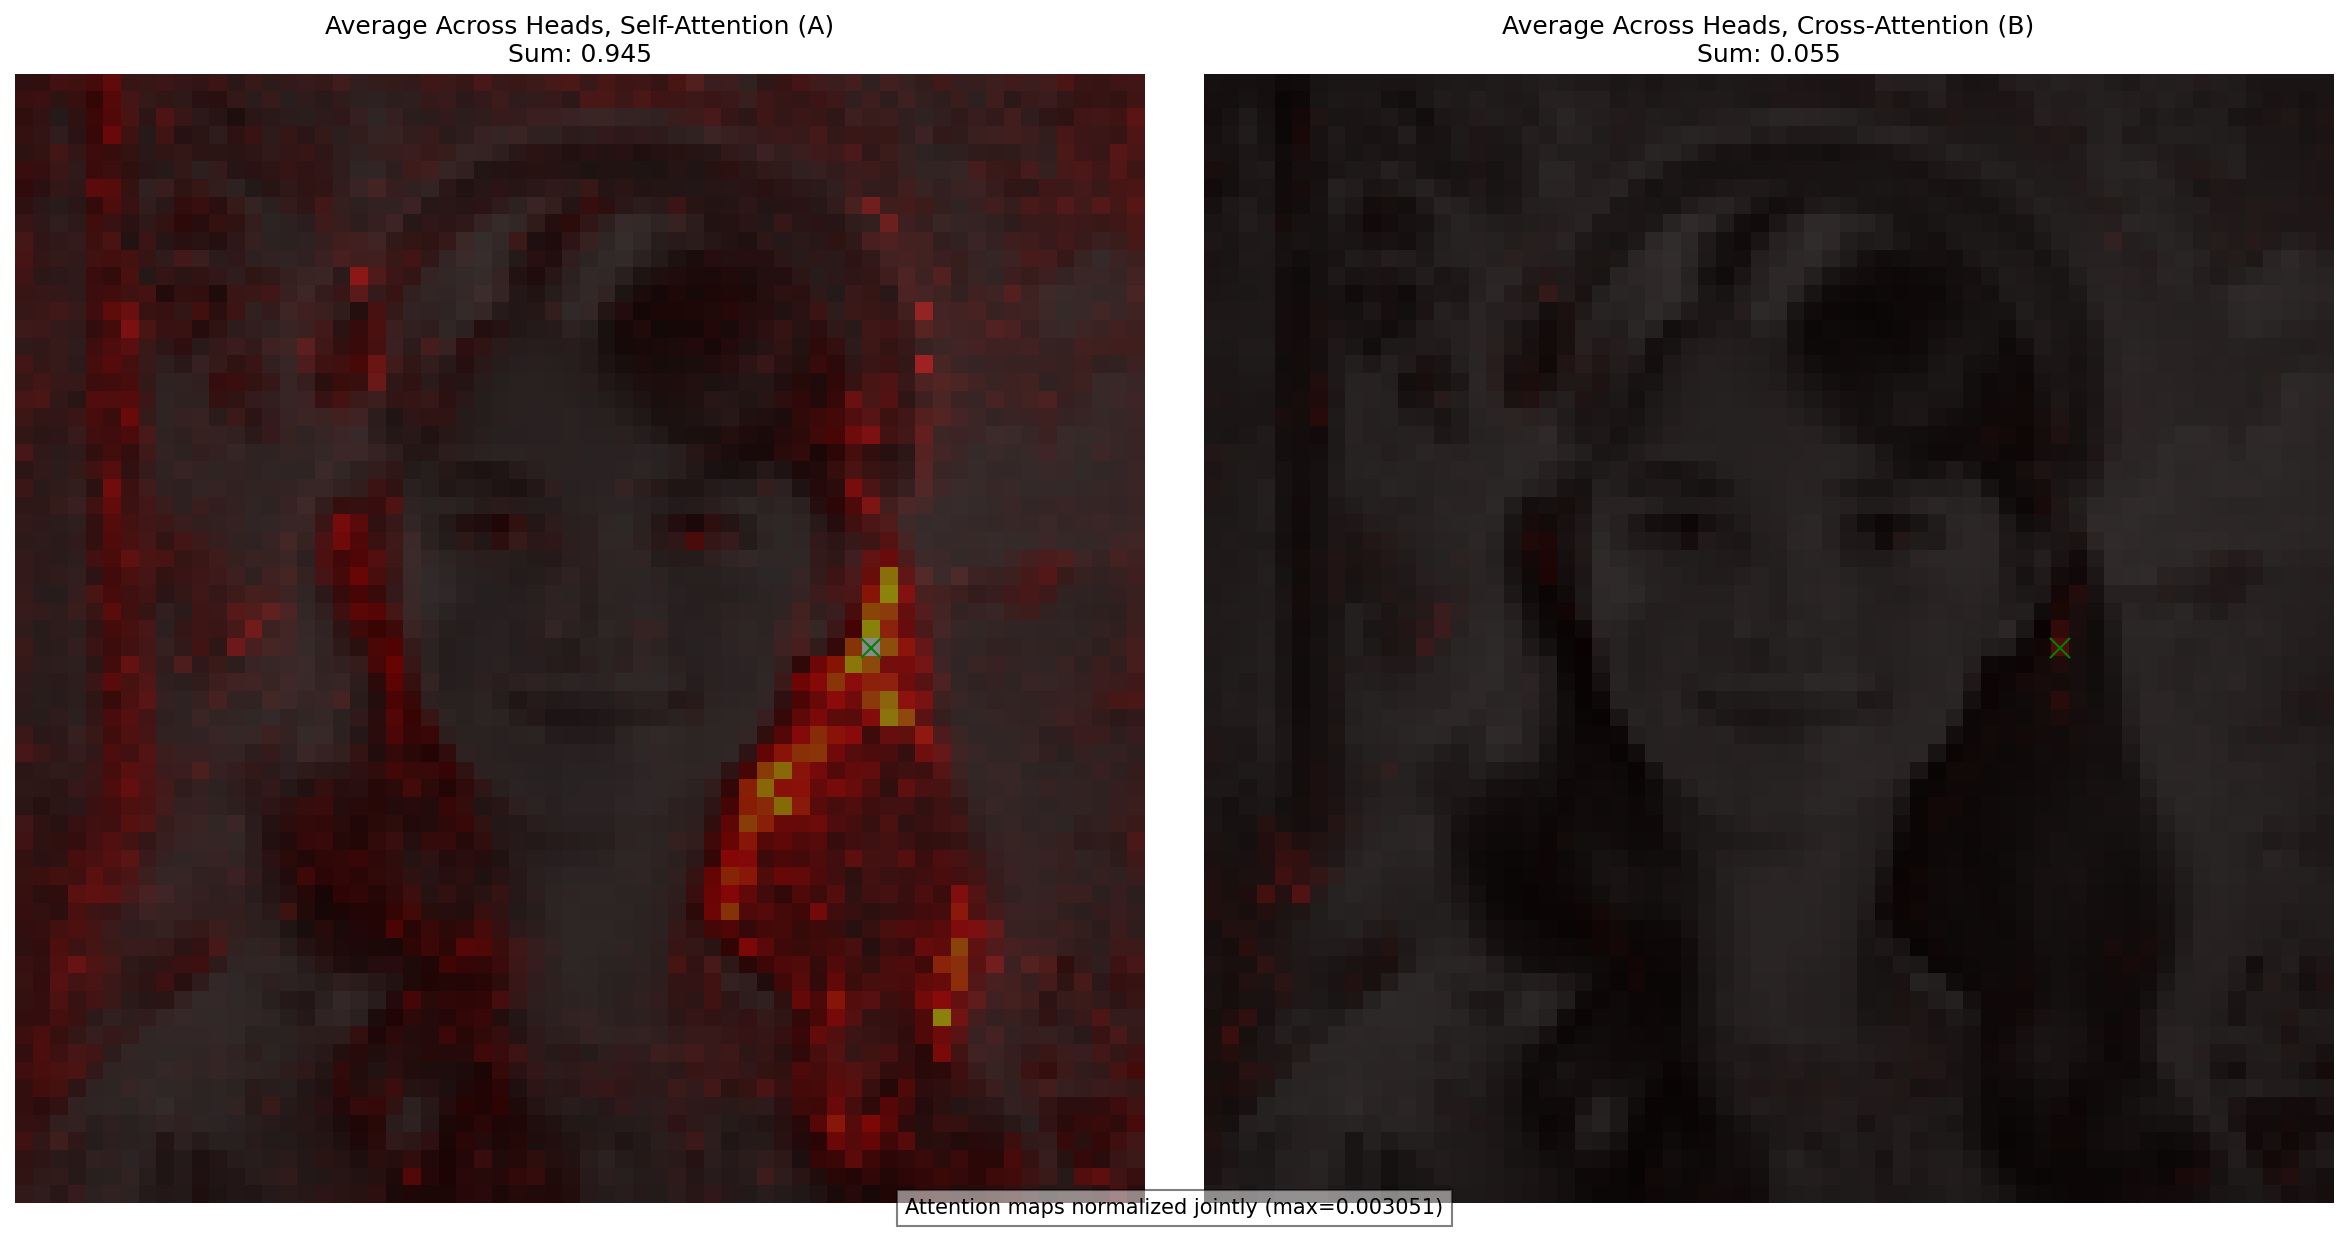 Average Across Heads, Self-Attention (A)
Sum: 0.945
Average Across Heads, Cross-Attention (B)
Sum: 0.055
Attention maps normalized jointly (max=0.003051)